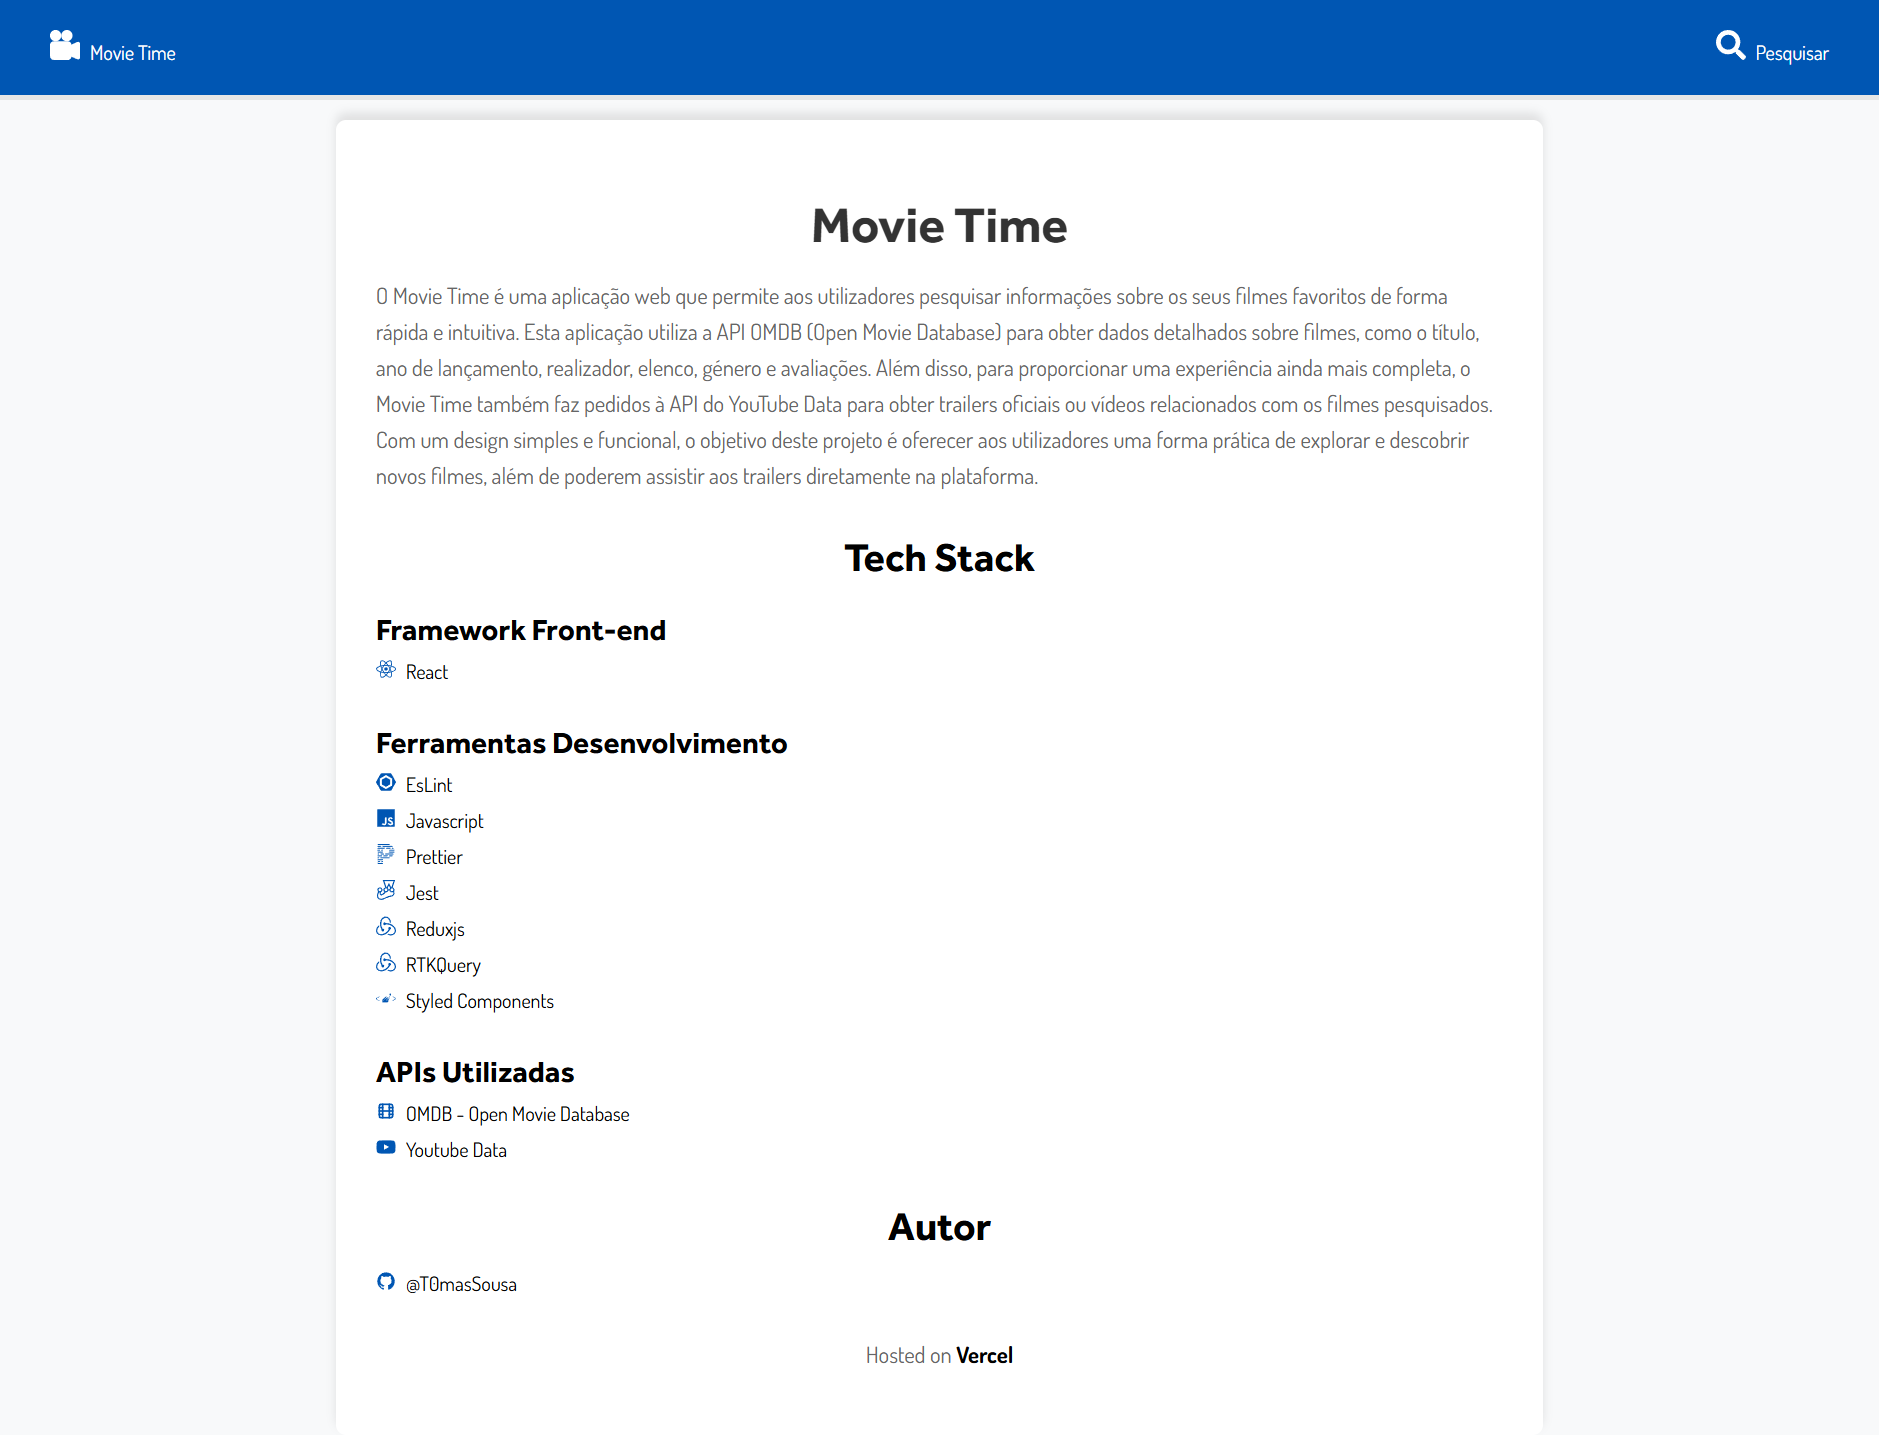 Movie Time
Pesquisar
Movie Time
O Movie Time é uma aplicação web que permite aos utilizadores pesquisar informações sobre os seus filmes favoritos de forma
rápida e intuitiva. Esta aplicação utiliza a API OMDB (Open Movie Database) para obter dados detalhados sobre filmes, como o título,
ano de lançamento, realizador, elenco, género e avaliações. Além disso, para proporcionar uma experiência ainda mais completa, o
Movie Time também faz pedidos à API do YouTube Data para obter trailers oficiais ou vídeos relacionados com os filmes pesquisados.
Com um design simples e funcional, o objetivo deste projeto é oferecer aos utilizadores uma forma prática de explorar e descobrir
novos filmes, além de poderem assistir aos trailers diretamente na plataforma.
Tech Stack
Framework Front-end
React
Ferramentas Desenvolvimento
EsLint
JS Javascript
Prettier
Jest
Reduxjs
RTKQuery
Styled Components
APIs Utilizadas
OMDB - Open Movie Database
Youtube Data
Autor
@T0masSousa
Hosted on Vercel